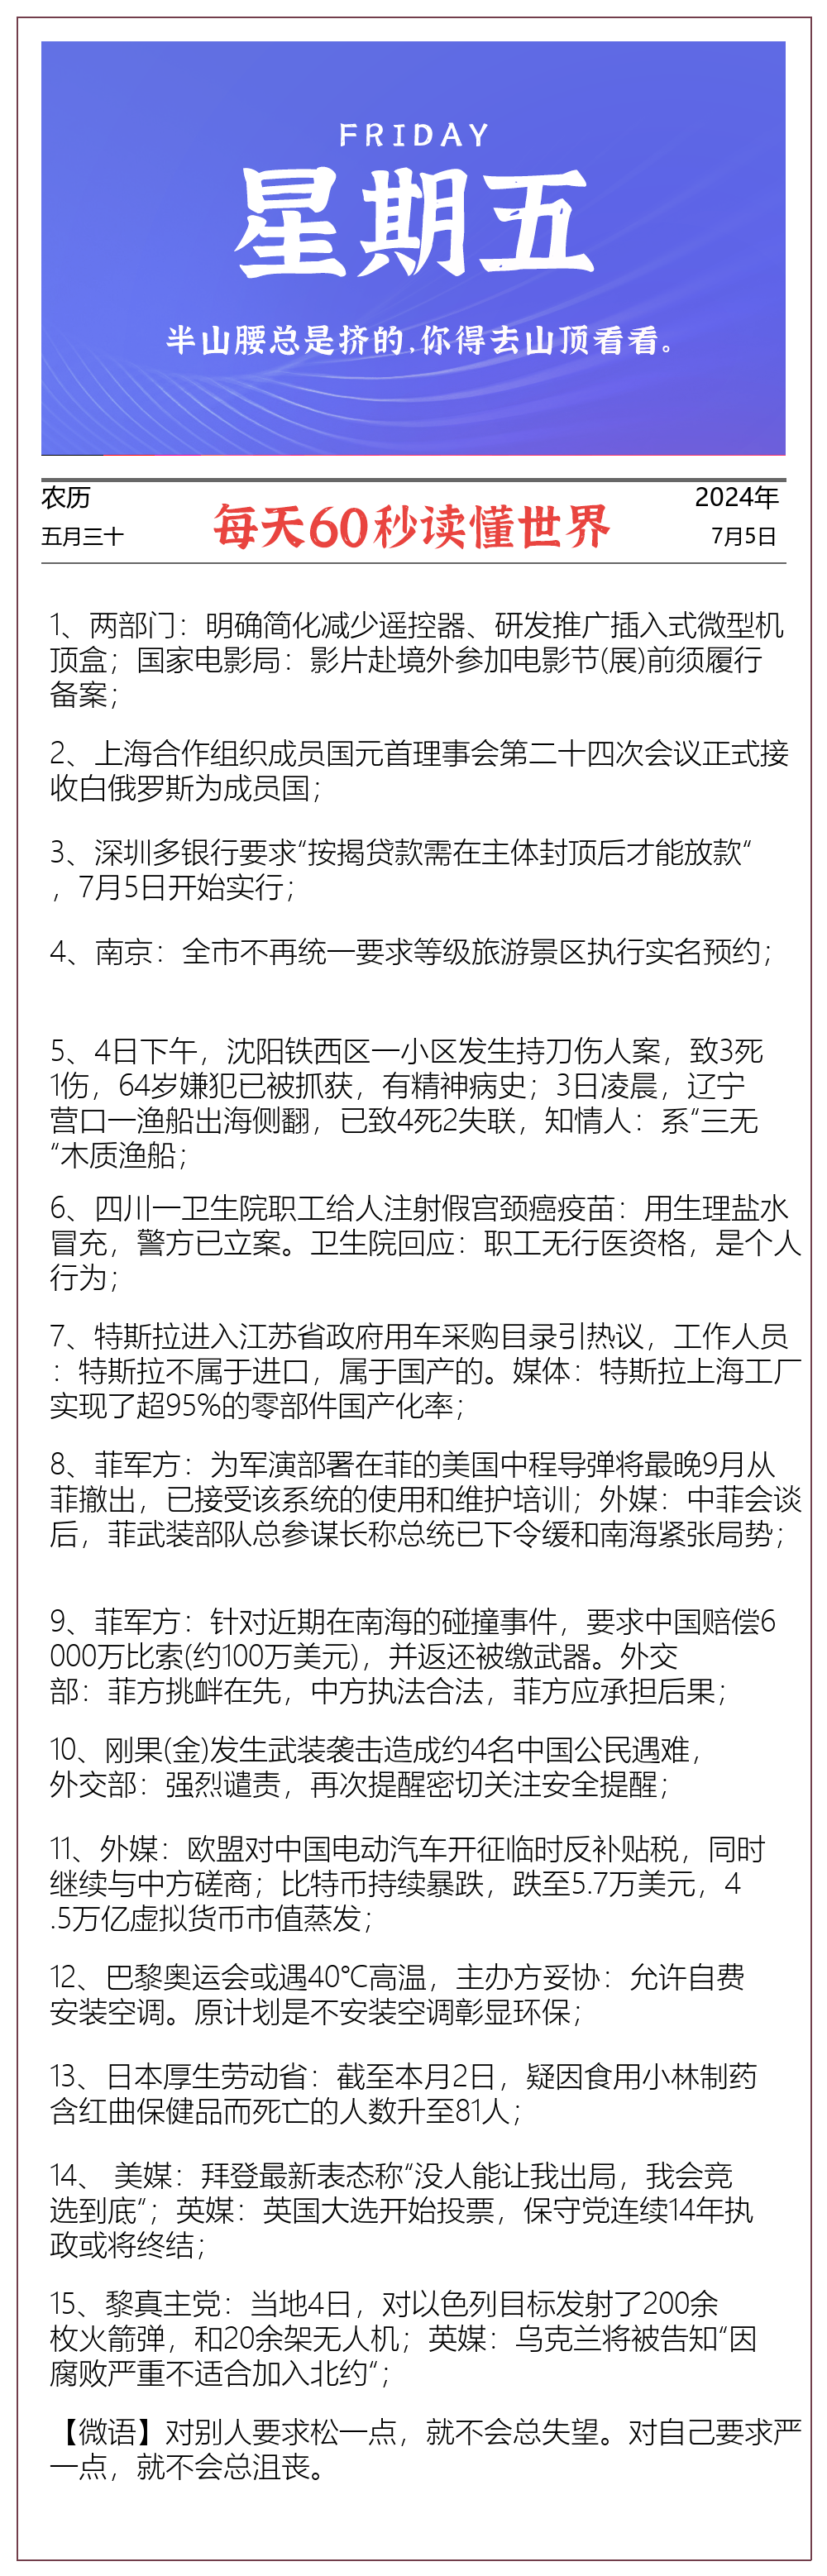 FRIDAY
星期五
半山腰总是挤的,你得去山顶看看。
农历
五月三十
每天60秒读懂世界
2024年
7月5日
1、两部门：明确简化减少遥控器、研发推广插入式微型机
顶盒；国家电影局：影片赴境外参加电影节(展)前须履行
备案；
2、上海合作组织成员国元首理事会第二十四次会议正式接
收白俄罗斯为成员国；
3、深圳多银行要求“按揭贷款需在主体封顶后才能放款“
，7月5日开始实行；
4、南京：全市不再统一要求等级旅游景区执行实名预约；
5、4日下午，沈阳铁西区一小区发生持刀伤人案，致3死
1伤，64岁嫌犯已被抓获，有精神病史；3日凌晨，辽宁
营口一渔船出海侧翻，已致4死2失联，知情人：系“三无
“木质渔船；
6、四川一卫生院职工给人注射假宫颈癌疫苗：用生理盐水
冒充，警方已立案。卫生院回应：职工无行医资格，是个人
行为；
7、特斯拉进入江苏省政府用车采购目录引热议，工作人员
：特斯拉不属于进口，属于国产的。媒体：特斯拉上海工厂
实现了超95%的零部件国产化率；
8、菲军方：为军演部署在菲的美国中程导弹将最晚9月从
菲撤出，已接受该系统的使用和维护培训；外媒：中菲会谈
后，菲武装部队总参谋长称总统已下令缓和南海紧张局势；
9、菲军方：针对近期在南海的碰撞事件，要求中国赔偿6
000万比索(约100万美元)，并返还被缴武器。外交
部：菲方挑衅在先，中方执法合法，菲方应承担后果；
10、刚果(金)发生武装袭击造成约4名中国公民遇难，
外交部：强烈谴责，再次提醒密切关注安全提醒；
11、外媒：欧盟对中国电动汽车开征临时反补贴税，同时
继续与中方磋商；比特币持续暴跌，跌至5.7万美元，4
.5万亿虚拟货币市值蒸发；
12、巴黎奥运会或遇40℃高温，主办方妥协：允许自费
安装空调。原计划是不安装空调彰显环保；
13、日本厚生劳动省：截至本月2日，疑因食用小林制药
含红曲保健品而死亡的人数升至81人；
14、 美媒：拜登最新表态称“没人能让我出局，我会竞
选到底“；英媒：英国大选开始投票，保守党连续14年执
政或将终结；
15、黎真主党：当地4日，对以色列目标发射了200余
枚火箭弹，和20余架无人机；英媒：乌克兰将被告知“因
腐败严重不适合加入北约“；
【微语】对别人要求松一点，就不会总失望。对自己要求严
一点，就不会总沮丧。